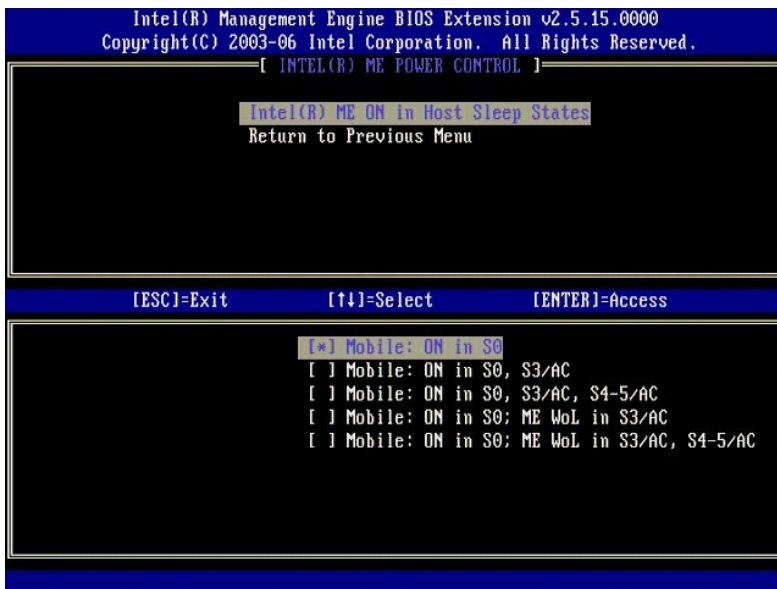 Intel(R) Management Engine BIOS Extension v2.5.15.0000
Copyright(C) 2003-06 Intel Corporation. All Rights Reserved.
[ INTEL(R) ME POWER CONTROL ]
Intel(R) ME ON in Host Sleep States
Return to Previous Menu
[ESC]=Exit [↑↓]=Select [ENTER]=Access
[*] Mobile: ON in S0
[ ] Mobile: ON in S0, S3/AC
[ ] Mobile: ON in S0, S3/AC, S4-5/AC
[ ] Mobile: ON in S0; ME WoL in S3/AC
[ ] Mobile: ON in S0; ME WoL in S3/AC, S4-5/AC